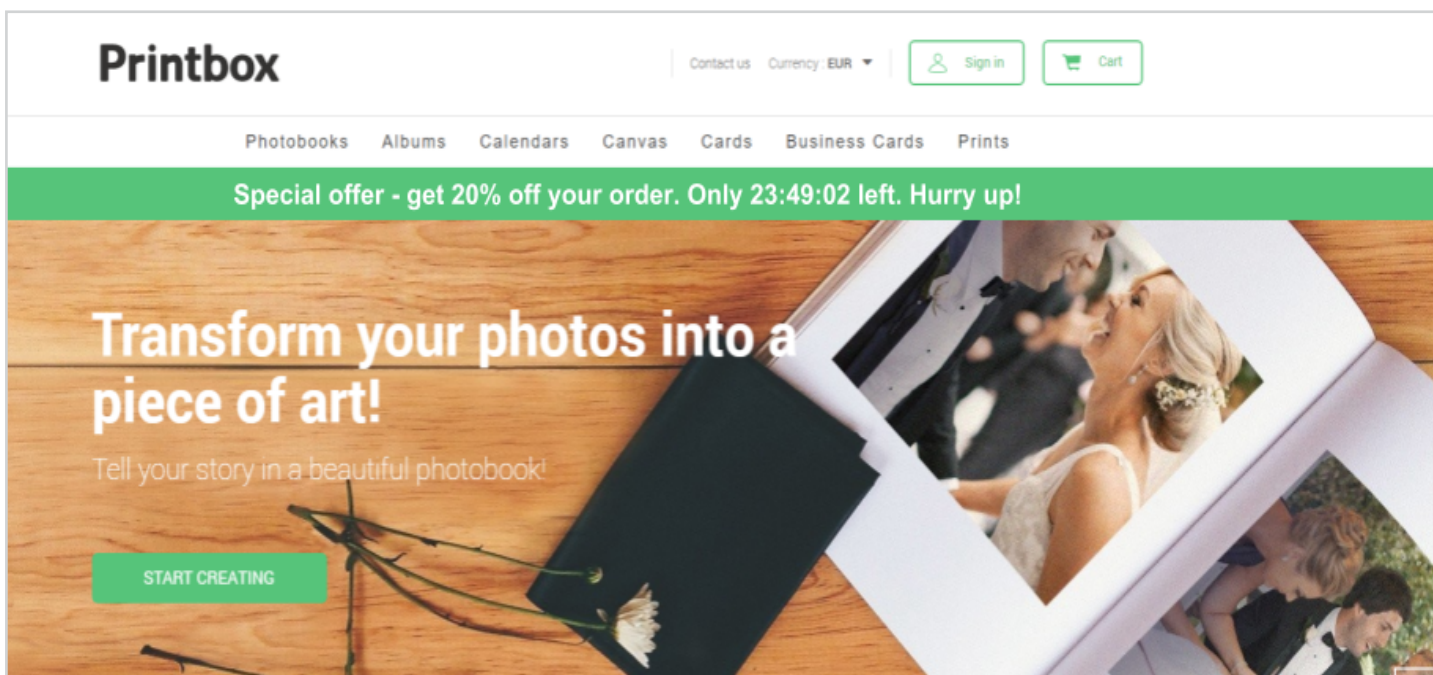 Printbox
Contact us Currency : EUR
Sign in
Cart
Photobooks Albums Calendars Canvas Cards Business Cards Prints
Special offer - get 20% off your order. Only 23:49:02 left. Hurry up!
Transform your photos into a
piece of art!
Tell your story in a beautiful photobook!
START CREATING